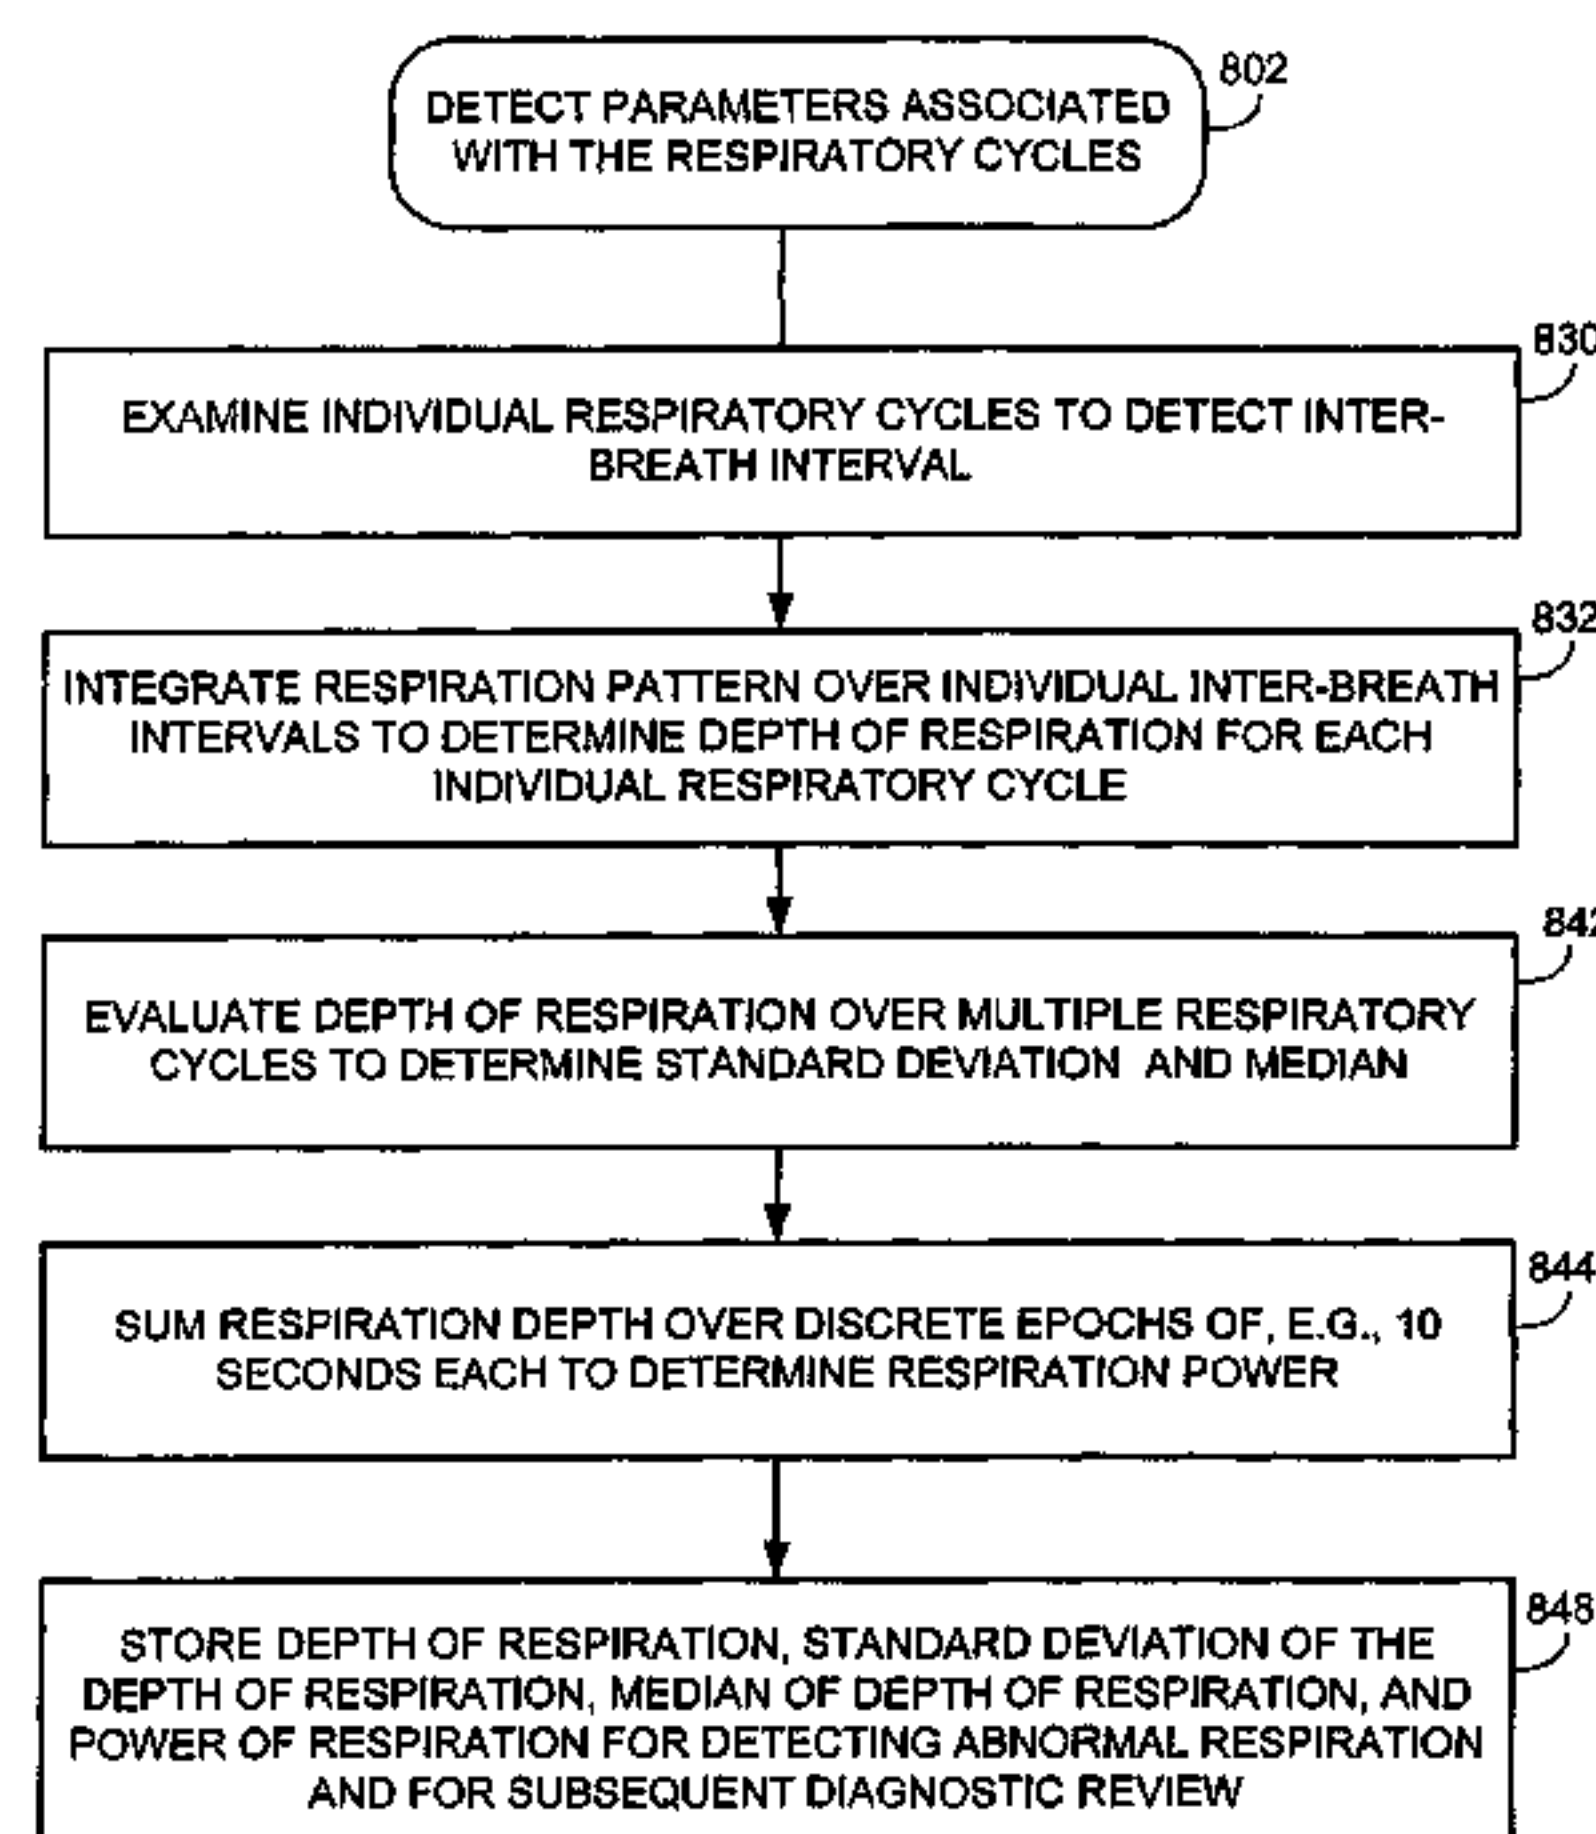 DETECT PARAMETERS ASSOCIATED
WITH THE RESPIRATORY CYCLES
802
EXAMINE INDIVIDUAL RESPIRATORY CYCLES TO DETECT INTER-
BREATH INTERVAL
830
INTEGRATE RESPIRATION PATTERN OVER INDIVIDUAL INTER-BREATH
INTERVALS TO DETERMINE DEPTH OF RESPIRATION FOR EACH
INDIVIDUAL RESPIRATORY CYCLE
832
EVALUATE DEPTH OF RESPIRATION OVER MULTIPLE RESPIRATORY
CYCLES TO DETERMINE STANDARD DEVIATION AND MEDIAN
842
SUM RESPIRATION DEPTH OVER DISCRETE EPOCHS OF, E.G., 10
SECONDS EACH TO DETERMINE RESPIRATION POWER
844
STORE DEPTH OF RESPIRATION, STANDARD DEVIATION OF THE
DEPTH OF RESPIRATION, MEDIAN OF DEPTH OF RESPIRATION, AND
POWER OF RESPIRATION FOR DETECTING ABNORMAL RESPIRATION
AND FOR SUBSEQUENT DIAGNOSTIC REVIEW